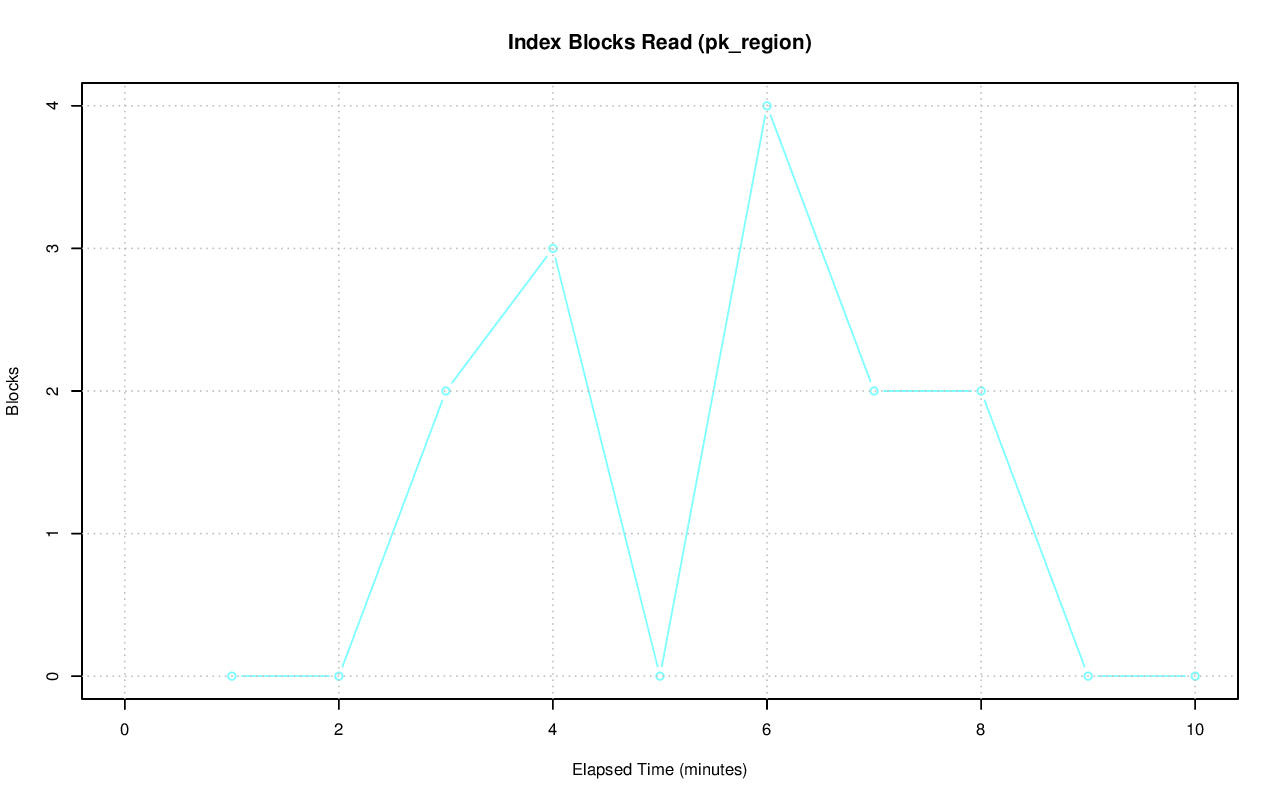 Index Blocks Read (pk_region)
4
3
2
1
0
Blocks
0 2 4 6 8 10
Elapsed Time (minutes)